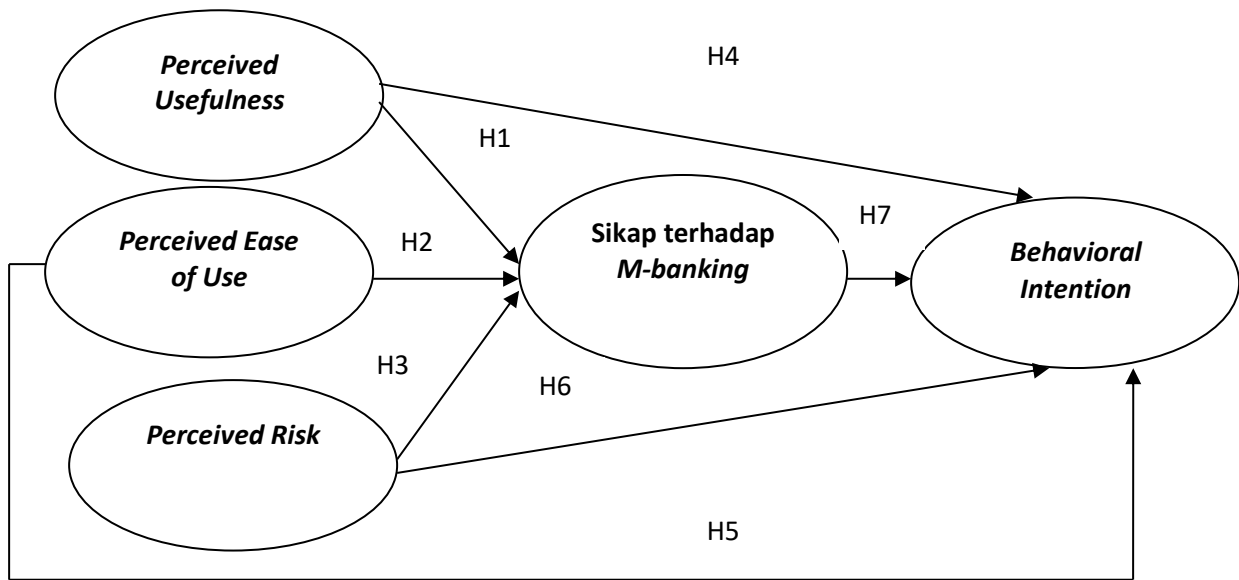 H4
Perceived
Usefulness
H1
Sikap terhadap
M-banking
H7
Perceived Ease
of Use
H2
Behavioral
Intention
H3
H6
Perceived Risk
H5